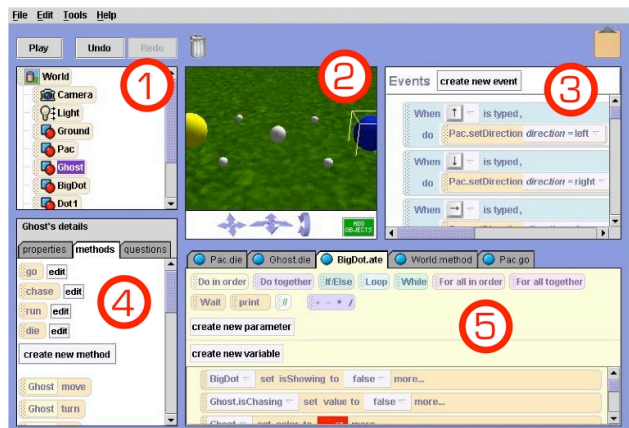 File Edit Tools Help
Play Undo Redo
World
Camera
Light
Ground
Pac
Ghost
BigDot
Dot1
1
2
ADD OBJECTS
Events create new event
3
When ↑ is typed,
do Pac.setDirection direction = left
When ↓ is typed,
do Pac.setDirection direction = right
When → is typed,
Ghost's details
properties methods questions
go edit
chase edit
run edit
die edit
create new method
Ghost move
Ghost turn
4
Pac.die Ghost.die BigDot.ate World.method Pac.go
Do in order Do together If/Else Loop While For all in order For all together
Wait print // + - * /
create new parameter
5
create new variable
BigDot set isShowing to false more...
Ghost.isChasing set value to false more...
Ghost set color to more